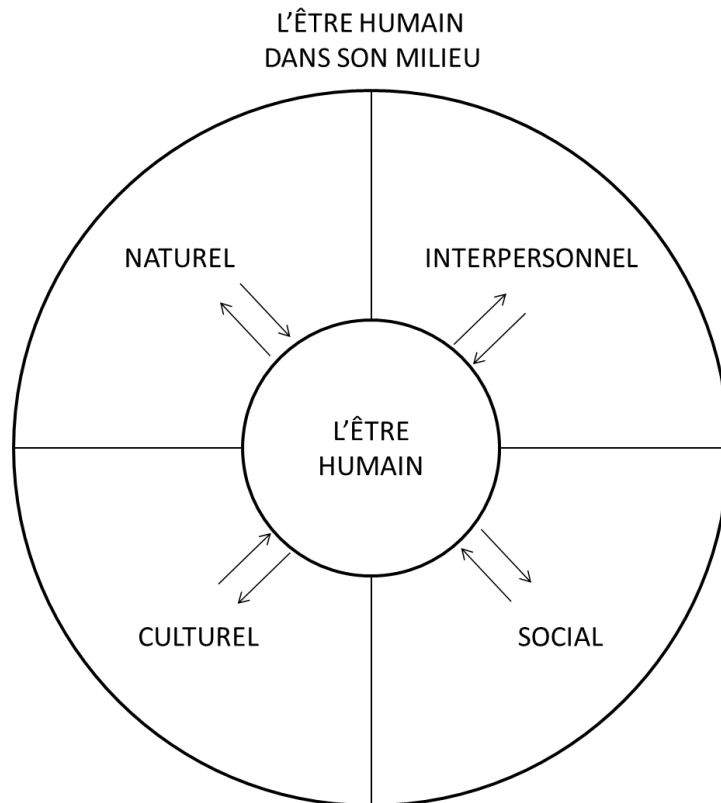 L'ÊTRE HUMAIN
DANS SON MILIEU
NATUREL
INTERPERSONNEL
L'ÊTRE
HUMAIN
CULTUREL
SOCIAL